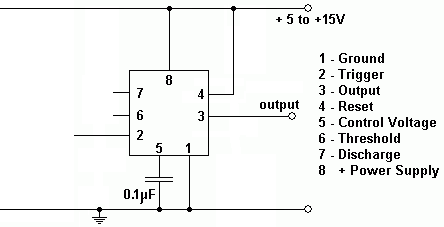 + 5 to +15V
8
7
4
6
3
output
2
5
1
0.1µF
1 - Ground
2 - Trigger
3 - Output
4 - Reset
5 - Control Voltage
6 - Threshold
7 - Discharge
8 + Power Supply